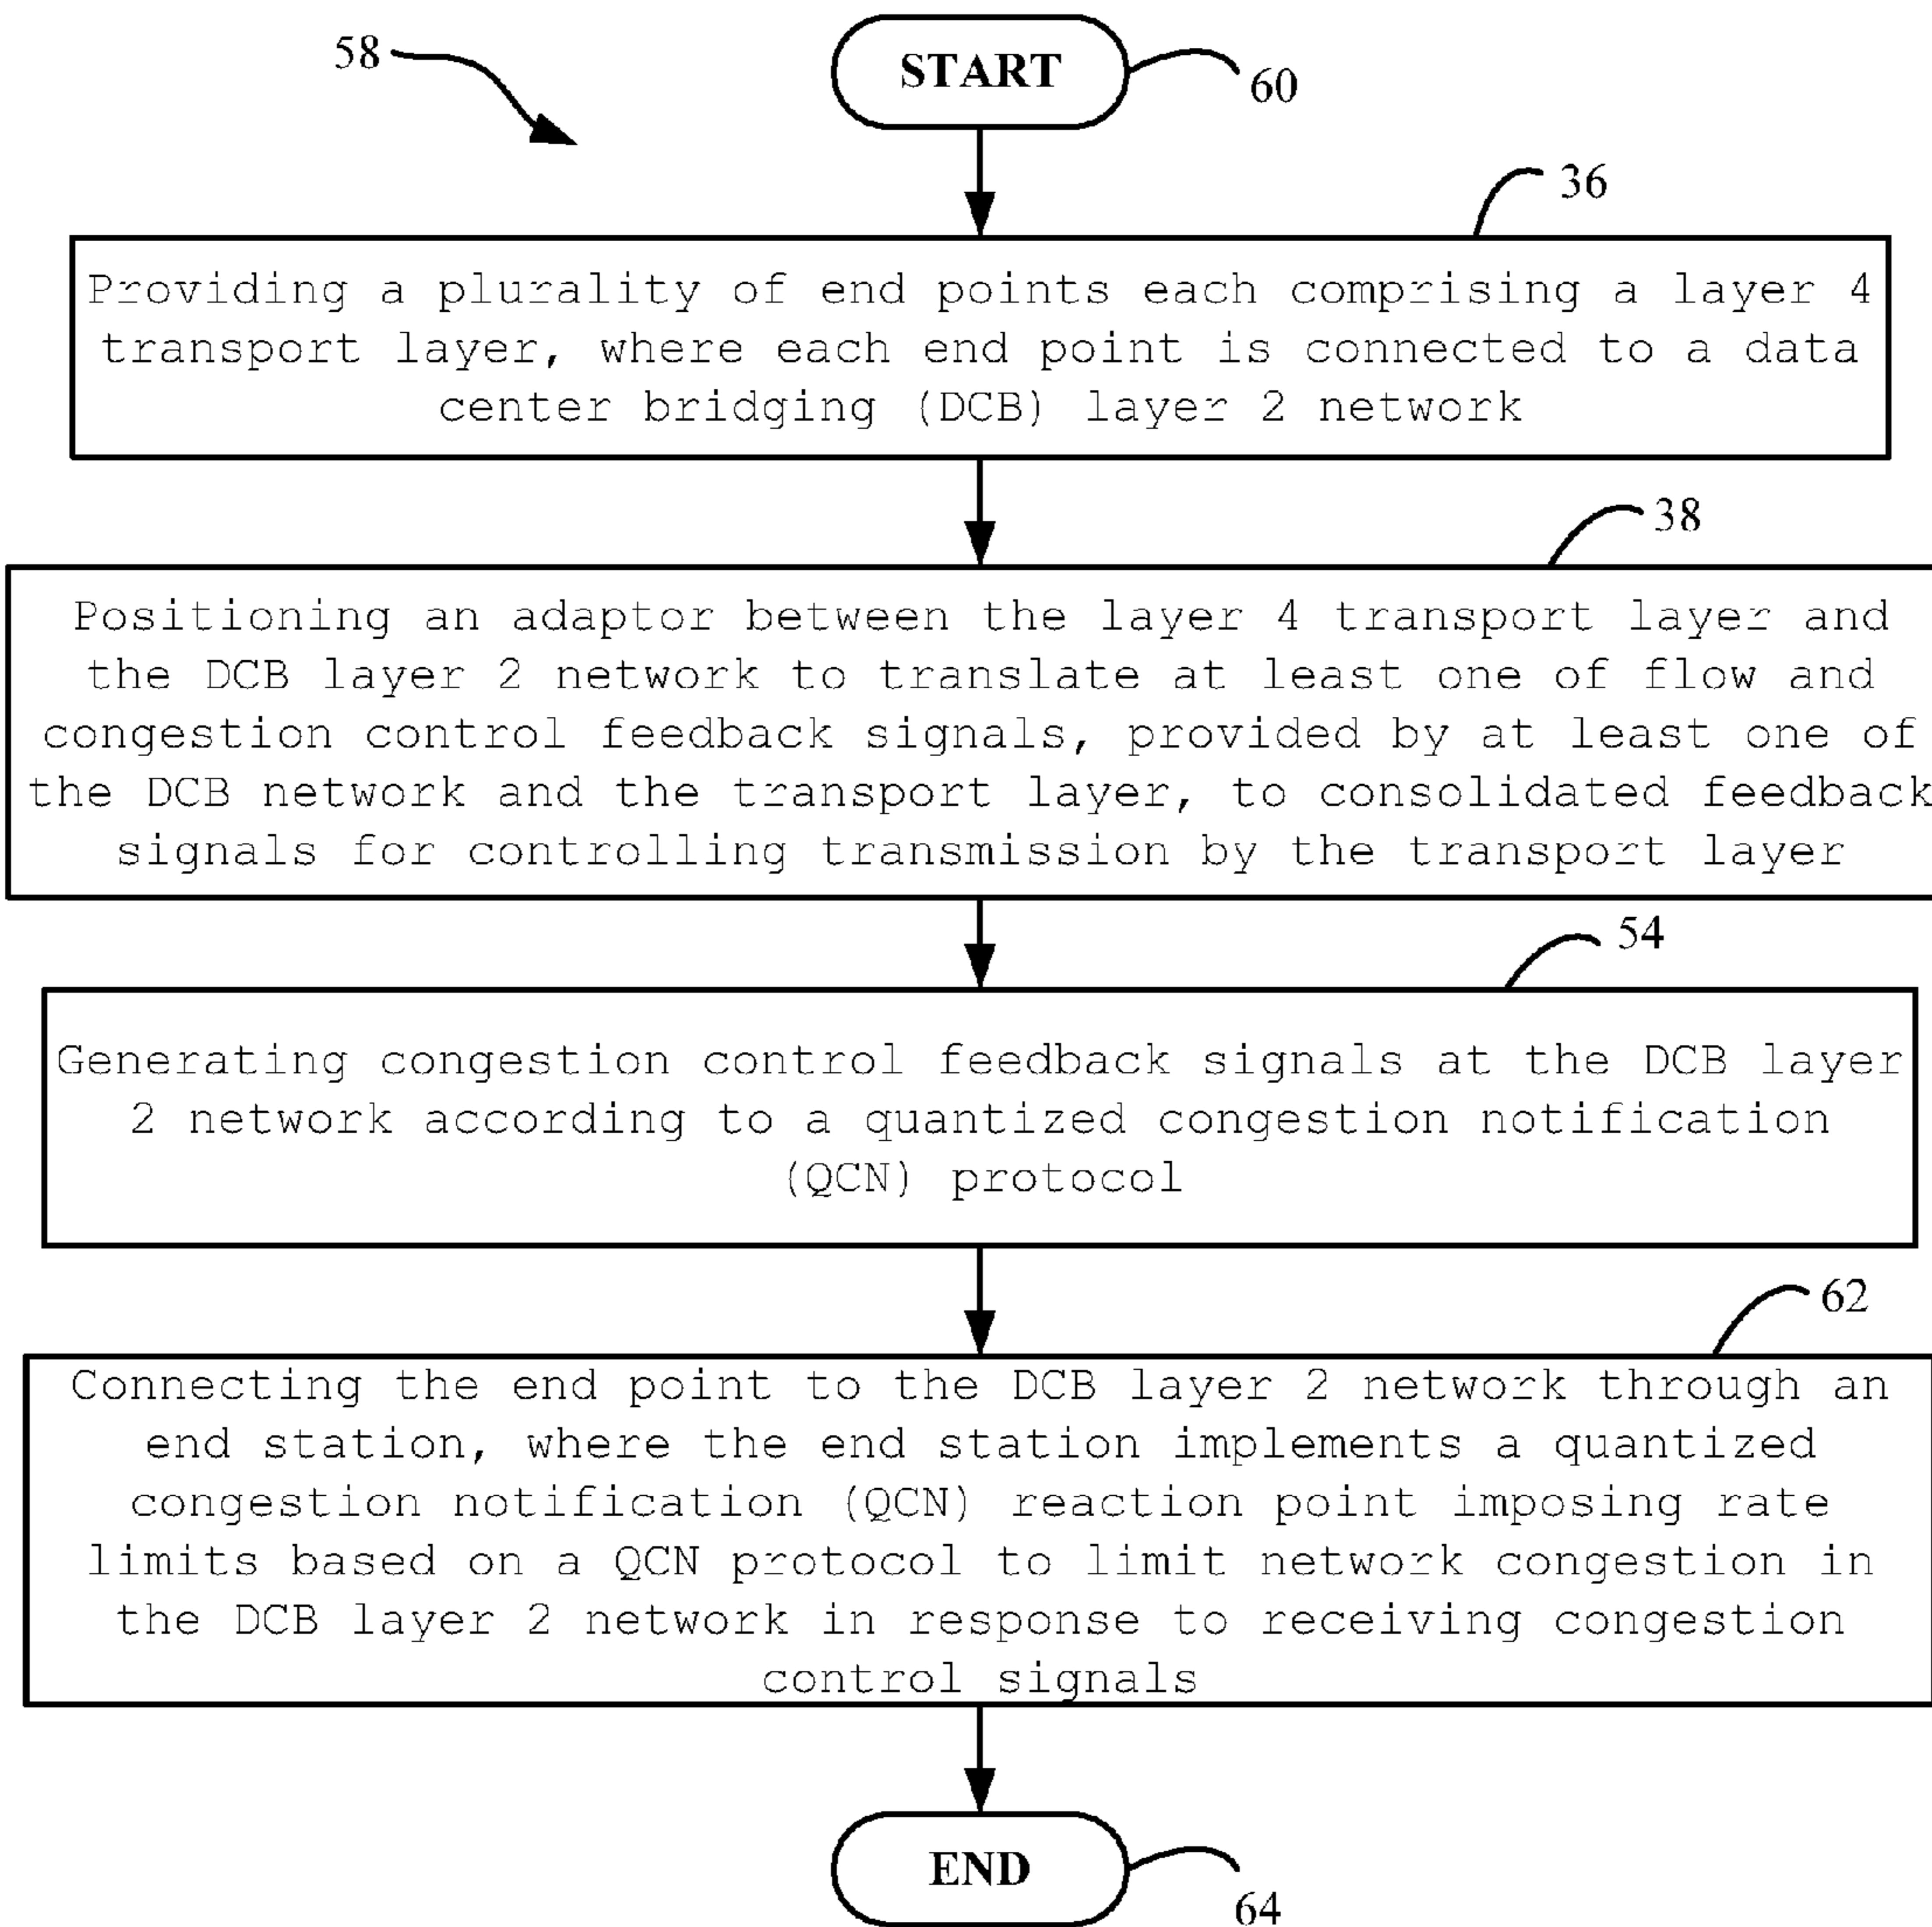 58
START
60
36
Providing a plurality of end points each comprising a layer 4
transport layer, where each end point is connected to a data
center bridging (DCB) layer 2 network
38
Positioning an adaptor between the layer 4 transport layer and
the DCB layer 2 network to translate at least one of flow and
congestion control feedback signals, provided by at least one of
the DCB network and the transport layer, to consolidated feedback
signals for controlling transmission by the transport layer
54
Generating congestion control feedback signals at the DCB layer
2 network according to a quantized congestion notification
(QCN) protocol
62
Connecting the end point to the DCB layer 2 network through an
end station, where the end station implements a quantized
congestion notification (QCN) reaction point imposing rate
limits based on a QCN protocol to limit network congestion in
the DCB layer 2 network in response to receiving congestion
control signals
END
64